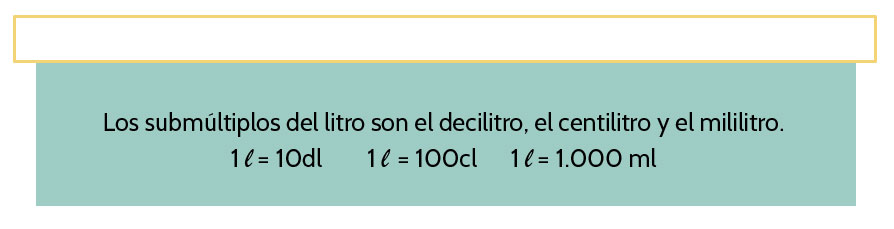 Los submúltiplos del litro son el decilitro, el centilitro y el mililitro.
1 ℓ = 10dl 1 ℓ = 100cl 1 ℓ = 1.000 ml